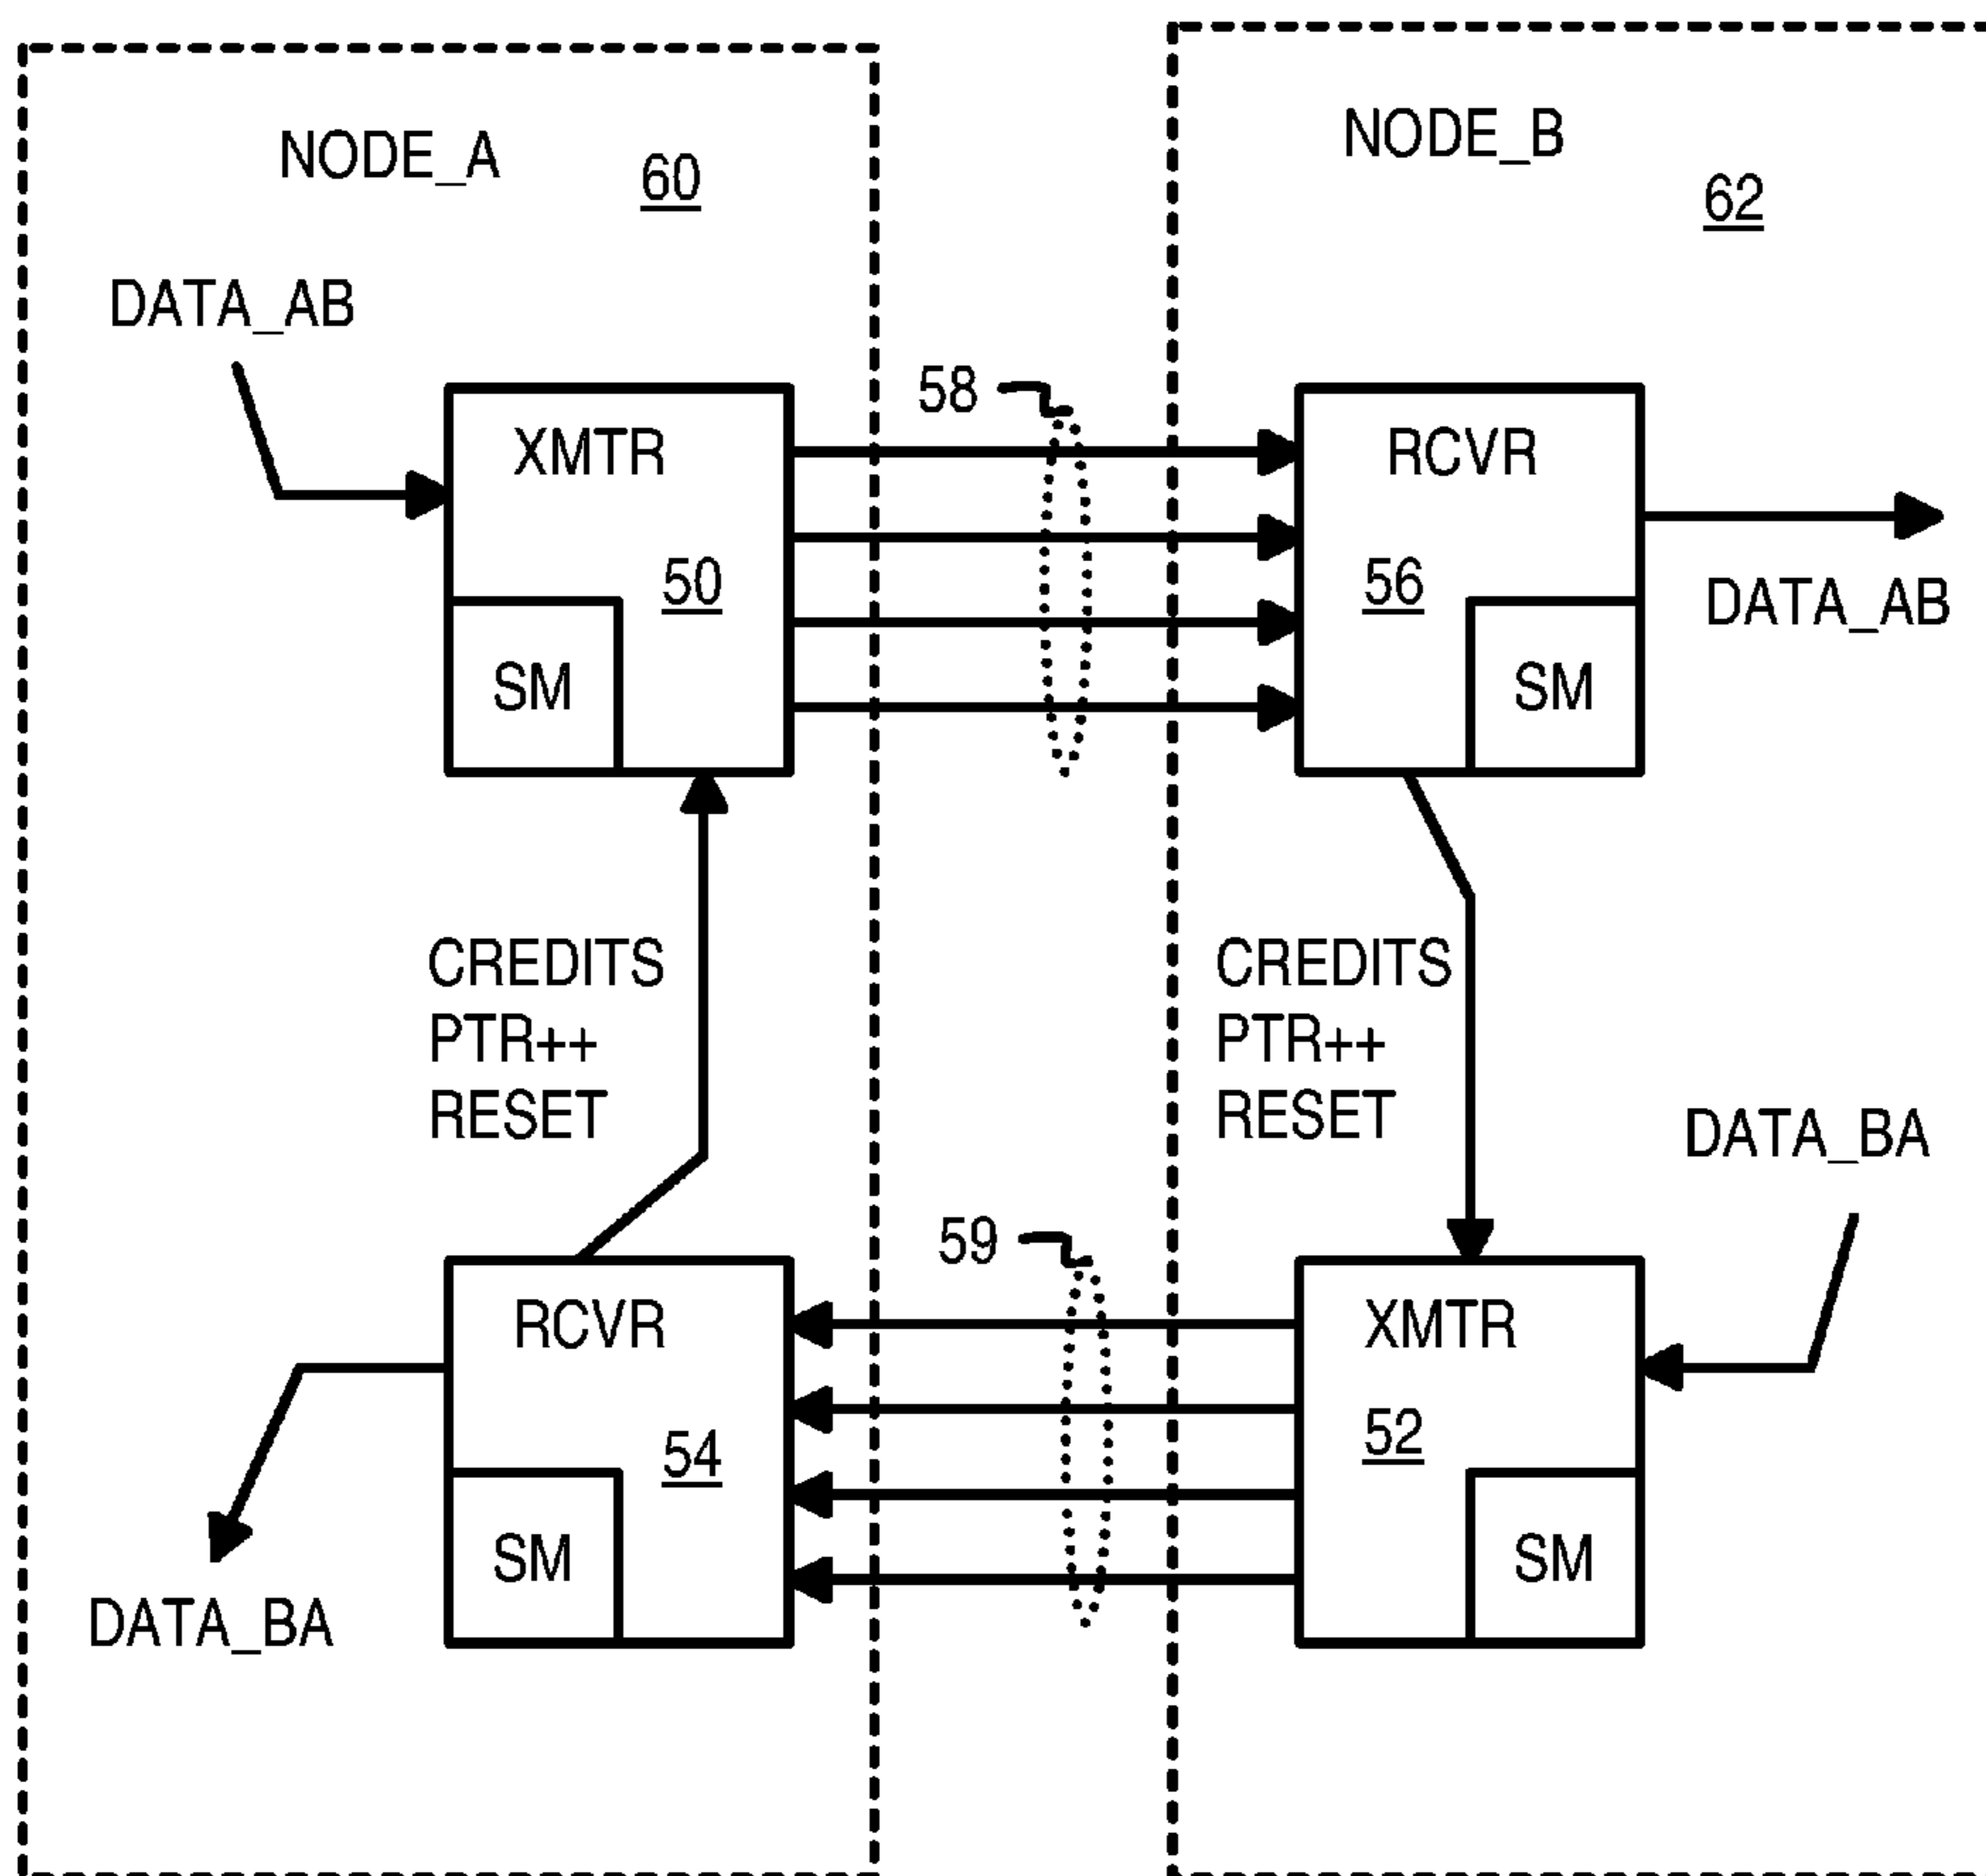 NODE_A
60
NODE_B
62
DATA_AB
58
XMTR
50
SM
RCVR
56
SM
DATA_AB
CREDITS
PTR++
RESET
CREDITS
PTR++
RESET
DATA_BA
59
RCVR
54
SM
XMTR
52
SM
DATA_BA